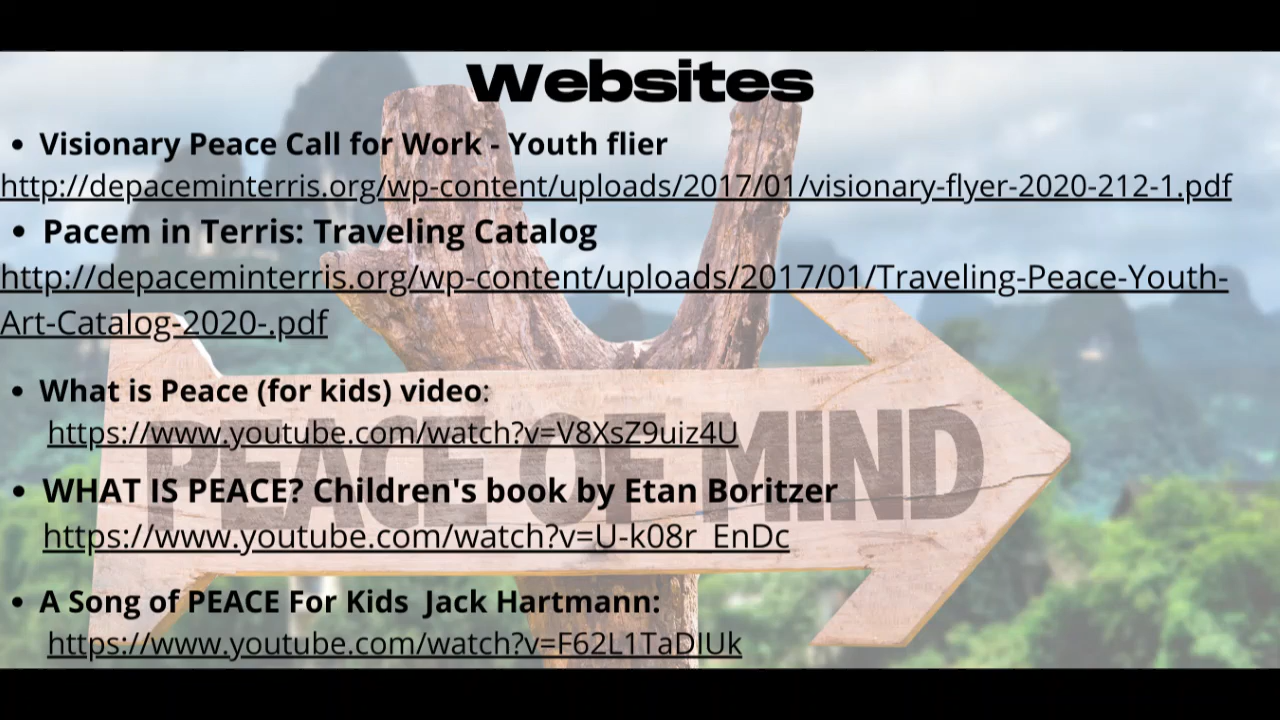 Websites
• Visionary Peace Call for Work - Youth flier
http://depaceminterris.org/wp-content/uploads/2017/01/visionary-flyer-2020-212-1.pdf
• Pacem in Terris: Traveling Catalog
http://depaceminterris.org/wp-content/uploads/2017/01/Traveling-Peace-Youth-
Art-Catalog-2020-.pdf
• What is Peace (for kids) video:
https://www.youtube.com/watch?v=V8XsZ9uiz4U
PEACE OF MIND
• WHAT IS PEACE? Children's book by Etan Boritzer
https://www.youtube.com/watch?v=U-k08r_EnDc
• A Song of PEACE For Kids  Jack Hartmann:
https://www.youtube.com/watch?v=F62L1TaDIUk